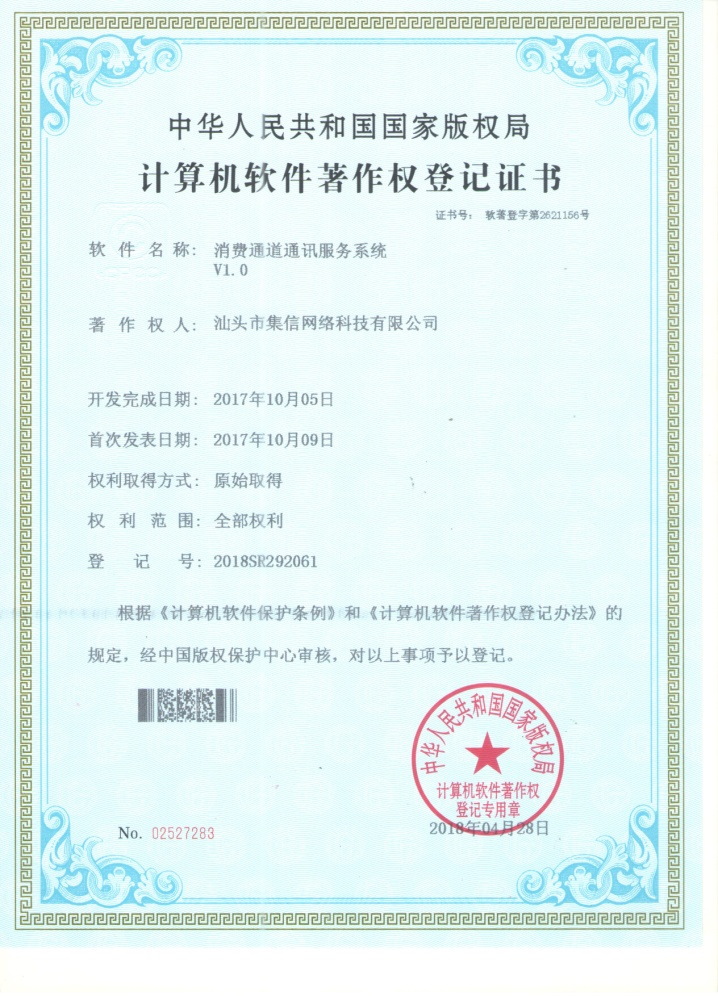 中华人民共和国国家版权局
计算机软件著作权登记证书
证书号： 软著登字第2621156号
软件名称： 消费通道通讯服务系统
V1.0
著作权人： 汕头市集信网络科技有限公司
开发完成日期： 2017年10月05日
首次发表日期： 2017年10月09日
权利取得方式： 原始取得
权利范围： 全部权利
登记号： 2018SR292061
根据《计算机软件保护条例》和《计算机软件著作权登记办法》的
规定，经中国版权保护中心审核，对以上事项予以登记。
中华人民共和国国家版权局
计算机软件著作权
登记专用章
No. 02527283
2018年04月28日